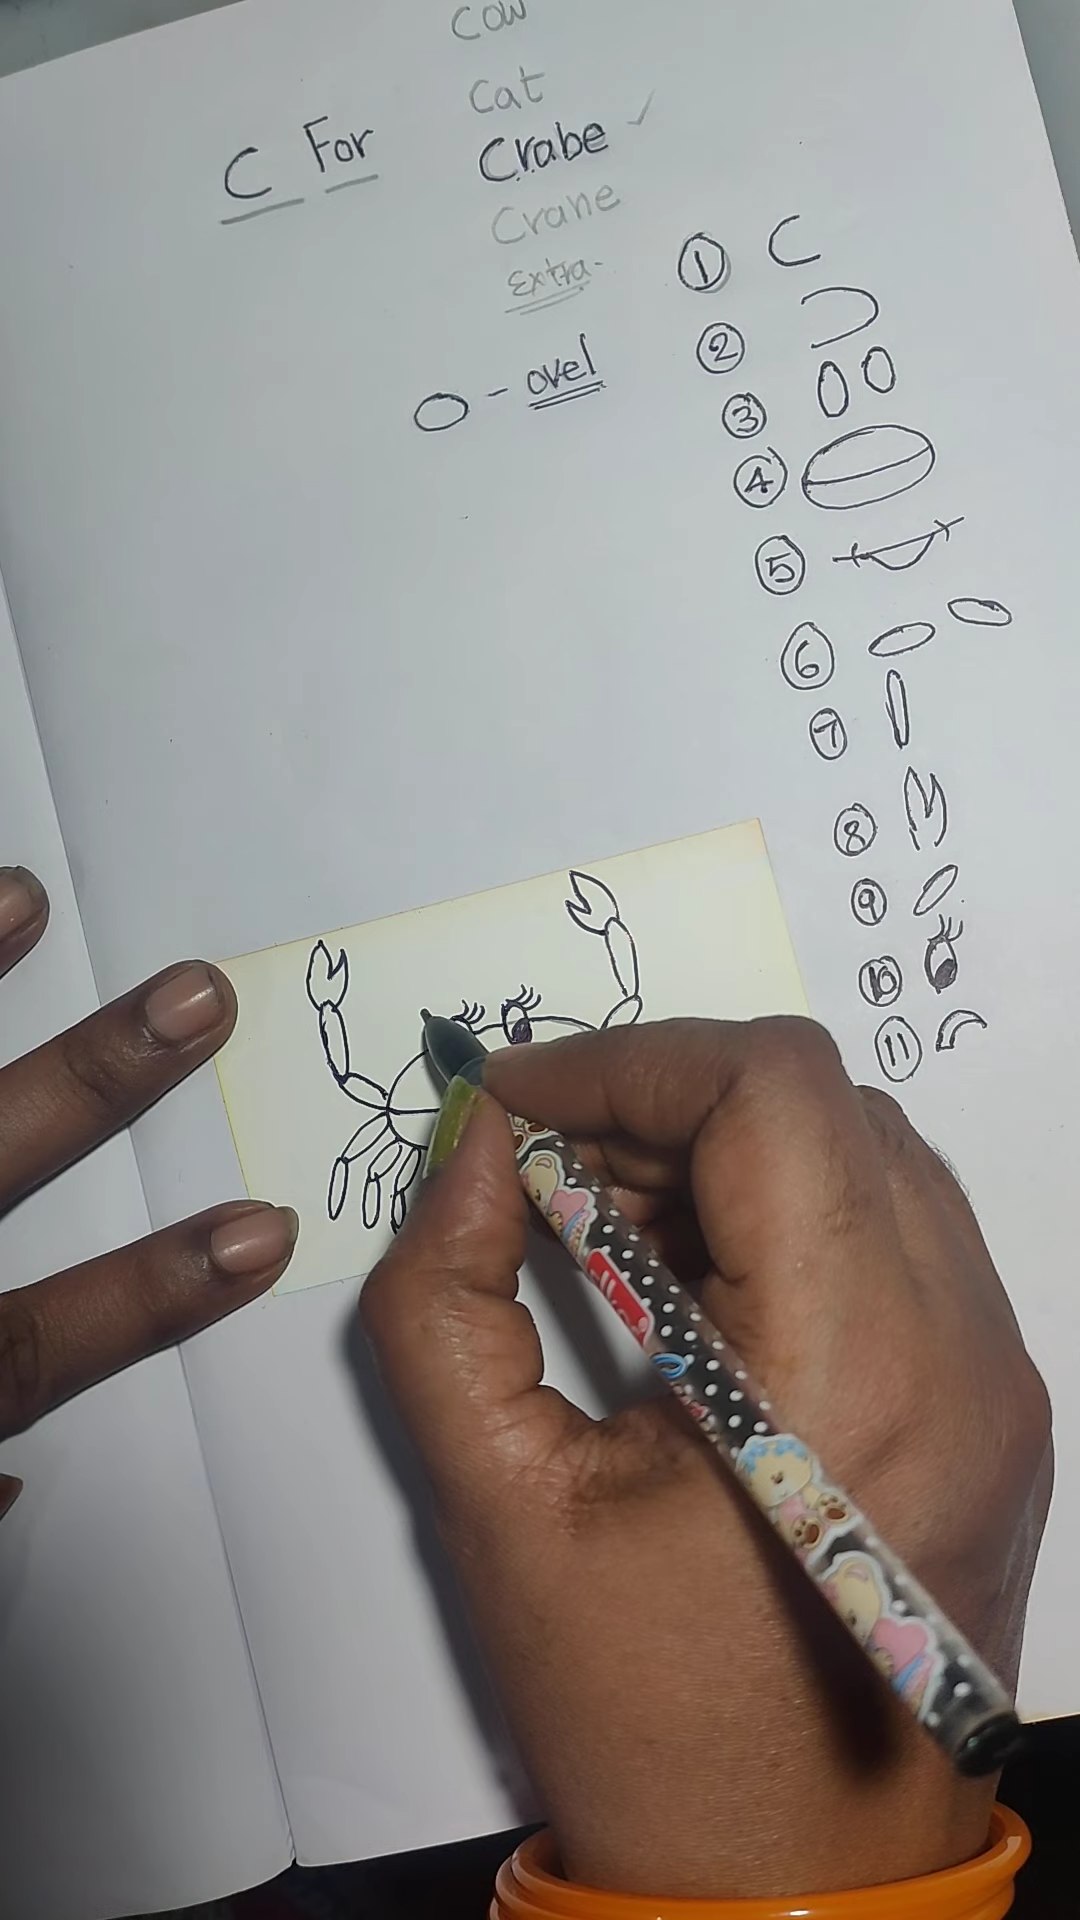 Cow
Cat
C For
Crabe
Crane
Extra-
O - ovel
① C
②
③
④
⑤
⑥
⑦
⑧
⑨
⑩
⑪